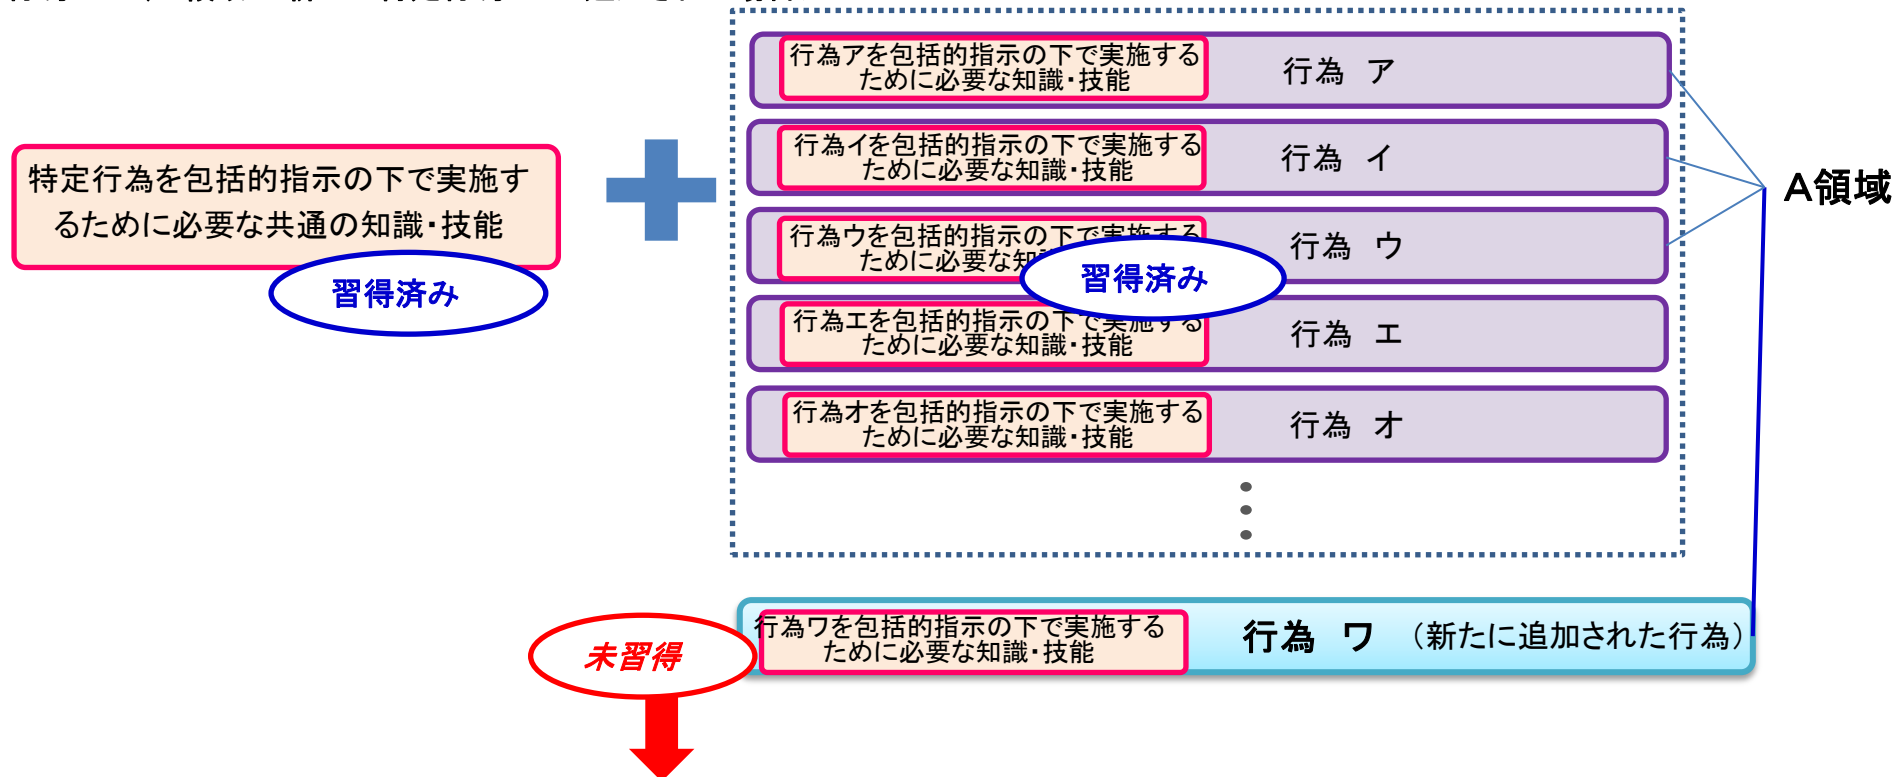 行為アを包括的指示の下で実施する
ために必要な知識・技能
行為 ア
行為イを包括的指示の下で実施する
ために必要な知識・技能
行為 イ
特定行為を包括的指示の下で実施す
るために必要な共通の知識・技能
習得済み
A領域
行為ウを包括的指示の下で実施する
ために必要な知
行為 ウ
習得済み
行為エを包括的指示の下で実施する
ために必要な知識・技能
行為 エ
行為オを包括的指示の下で実施する
ために必要な知識・技能
行為 オ
未習得
行為ワを包括的指示の下で実施する
ために必要な知識・技能
行為 ワ (新たに追加された行為)